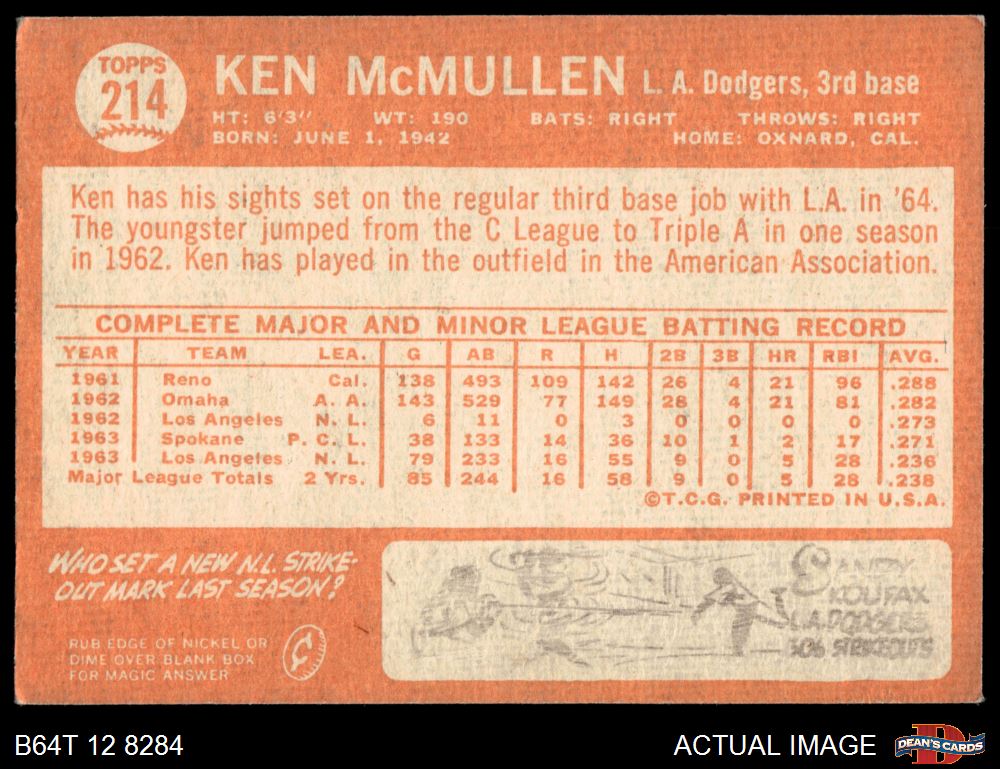 TOPPS
214
KEN McMULLEN L. A. Dodgers, 3rd base
HT: 6'3" WT: 190 BATS: RIGHT THROWS: RIGHT
BORN: JUNE 1, 1942 HOME: OXNARD, CAL.
Ken has his sights set on the regular third base job with L.A. in '64.
The youngster jumped from the C League to Triple A in one season
in 1962. Ken has played in the outfield in the American Association.
COMPLETE MAJOR AND MINOR LEAGUE BATTING RECORD
YEAR TEAM LEA. G AB R H 2B 3B HR RBI AVG.
1961 Reno Cal. 138 493 109 142 26 4 21 96 .288
1962 Omaha A. A. 143 529 77 149 28 4 21 81 .282
1962 Los Angeles N. L. 6 11 0 3 0 0 0 0 .273
1963 Spokane P. C. L. 38 133 14 36 10 1 2 17 .271
1963 Los Angeles N. L. 79 233 16 55 9 0 5 28 .236
Major League Totals 2 Yrs. 85 244 16 58 9 0 5 28 .238
©T.C.G. PRINTED IN U.S.A.
WHO SET A NEW N.L. STRIKE-
OUT MARK LAST SEASON?
RUB EDGE OF NICKEL OR
DIME OVER BLANK BOX
FOR MAGIC ANSWER
SANDY
KOUFAX
L.A. DODGERS
306 STRIKEOUTS
B64T 12 8284
ACTUAL IMAGE
DEAN'S CARDS